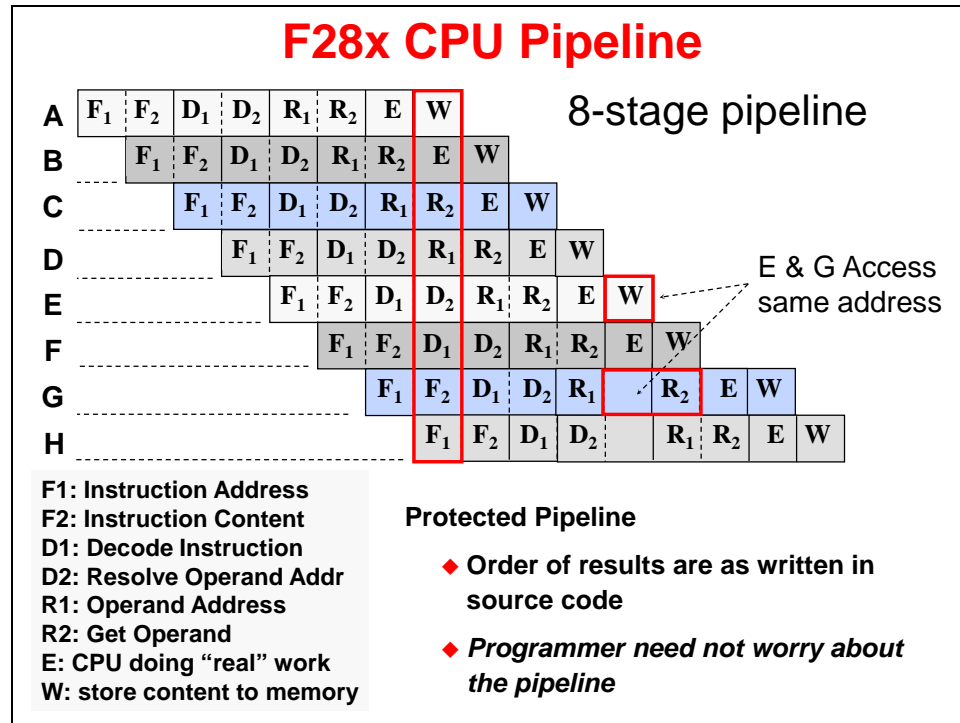 F28x CPU Pipeline
8-stage pipeline
A F₁ F₂ D₁ D₂ R₁ R₂ E W
B F₁ F₂ D₁ D₂ R₁ R₂ E W
C F₁ F₂ D₁ D₂ R₁ R₂ E W
D F₁ F₂ D₁ D₂ R₁ R₂ E W
E F₁ F₂ D₁ D₂ R₁ R₂ E W
F F₁ F₂ D₁ D₂ R₁ R₂ E W
G F₁ F₂ D₁ D₂ R₁ R₂ E W
H F₁ F₂ D₁ D₂ R₁ R₂ E W
E & G Access
same address
F1: Instruction Address
F2: Instruction Content
D1: Decode Instruction
D2: Resolve Operand Addr
R1: Operand Address
R2: Get Operand
E: CPU doing “real” work
W: store content to memory
Protected Pipeline
◆ Order of results are as written in
source code
◆ Programmer need not worry about
the pipeline